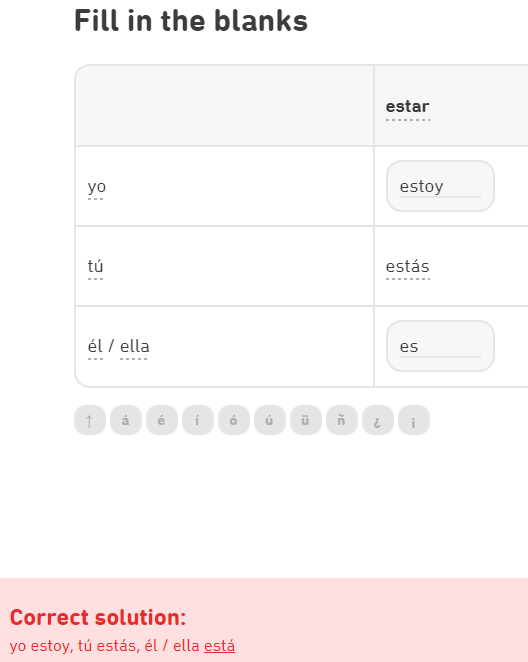 Fill in the blanks
estar
yo estoy
tú estás
él / ella es
↑ á é í ó ú ü ñ ¿ ¡
Correct solution:
yo estoy, tú estás, él / ella está